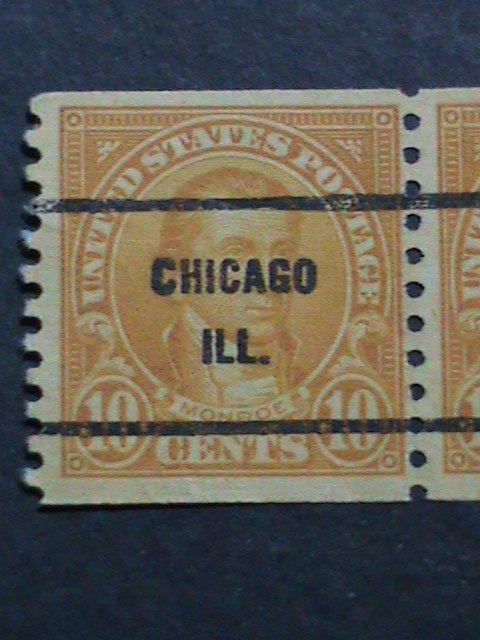 UNITED STATES POSTAGE
CHICAGO
ILL.
MONROE
10 CENTS 10